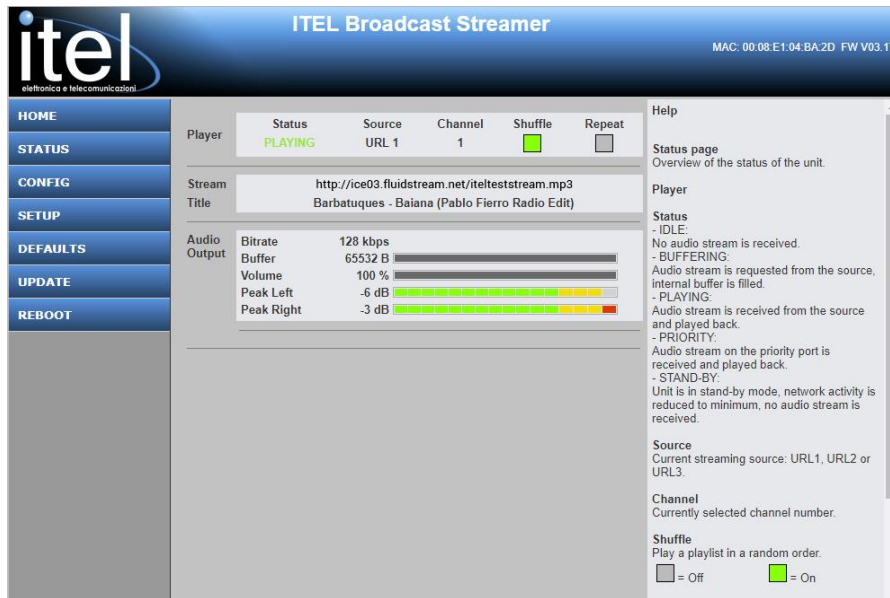 itel
elettronica e telecomunicazioni
ITEL Broadcast Streamer
MAC: 00:08:E1:04:BA:2D FW V03.1
HOME
STATUS
CONFIG
SETUP
DEFAULTS
UPDATE
REBOOT
Player
Status Source Channel Shuffle Repeat
PLAYING URL 1 1
Stream http://ice03.fluidstream.net/itelteststream.mp3
Title Barbatuques - Baiana (Pablo Fierro Radio Edit)
Audio Output
Bitrate 128 kbps
Buffer 65532 B
Volume 100 %
Peak Left -6 dB
Peak Right -3 dB
Help
Status page
Overview of the status of the unit.
Player
Status
- IDLE:
No audio stream is received.
- BUFFERING:
Audio stream is requested from the source,
internal buffer is filled.
- PLAYING:
Audio stream is received from the source
and played back.
- PRIORITY:
Audio stream on the priority port is
received and played back.
- STAND-BY:
Unit is in stand-by mode, network activity is
reduced to minimum, no audio stream is
received.
Source
Current streaming source: URL1, URL2 or
URL3.
Channel
Currently selected channel number.
Shuffle
Play a playlist in a random order.
= Off = On